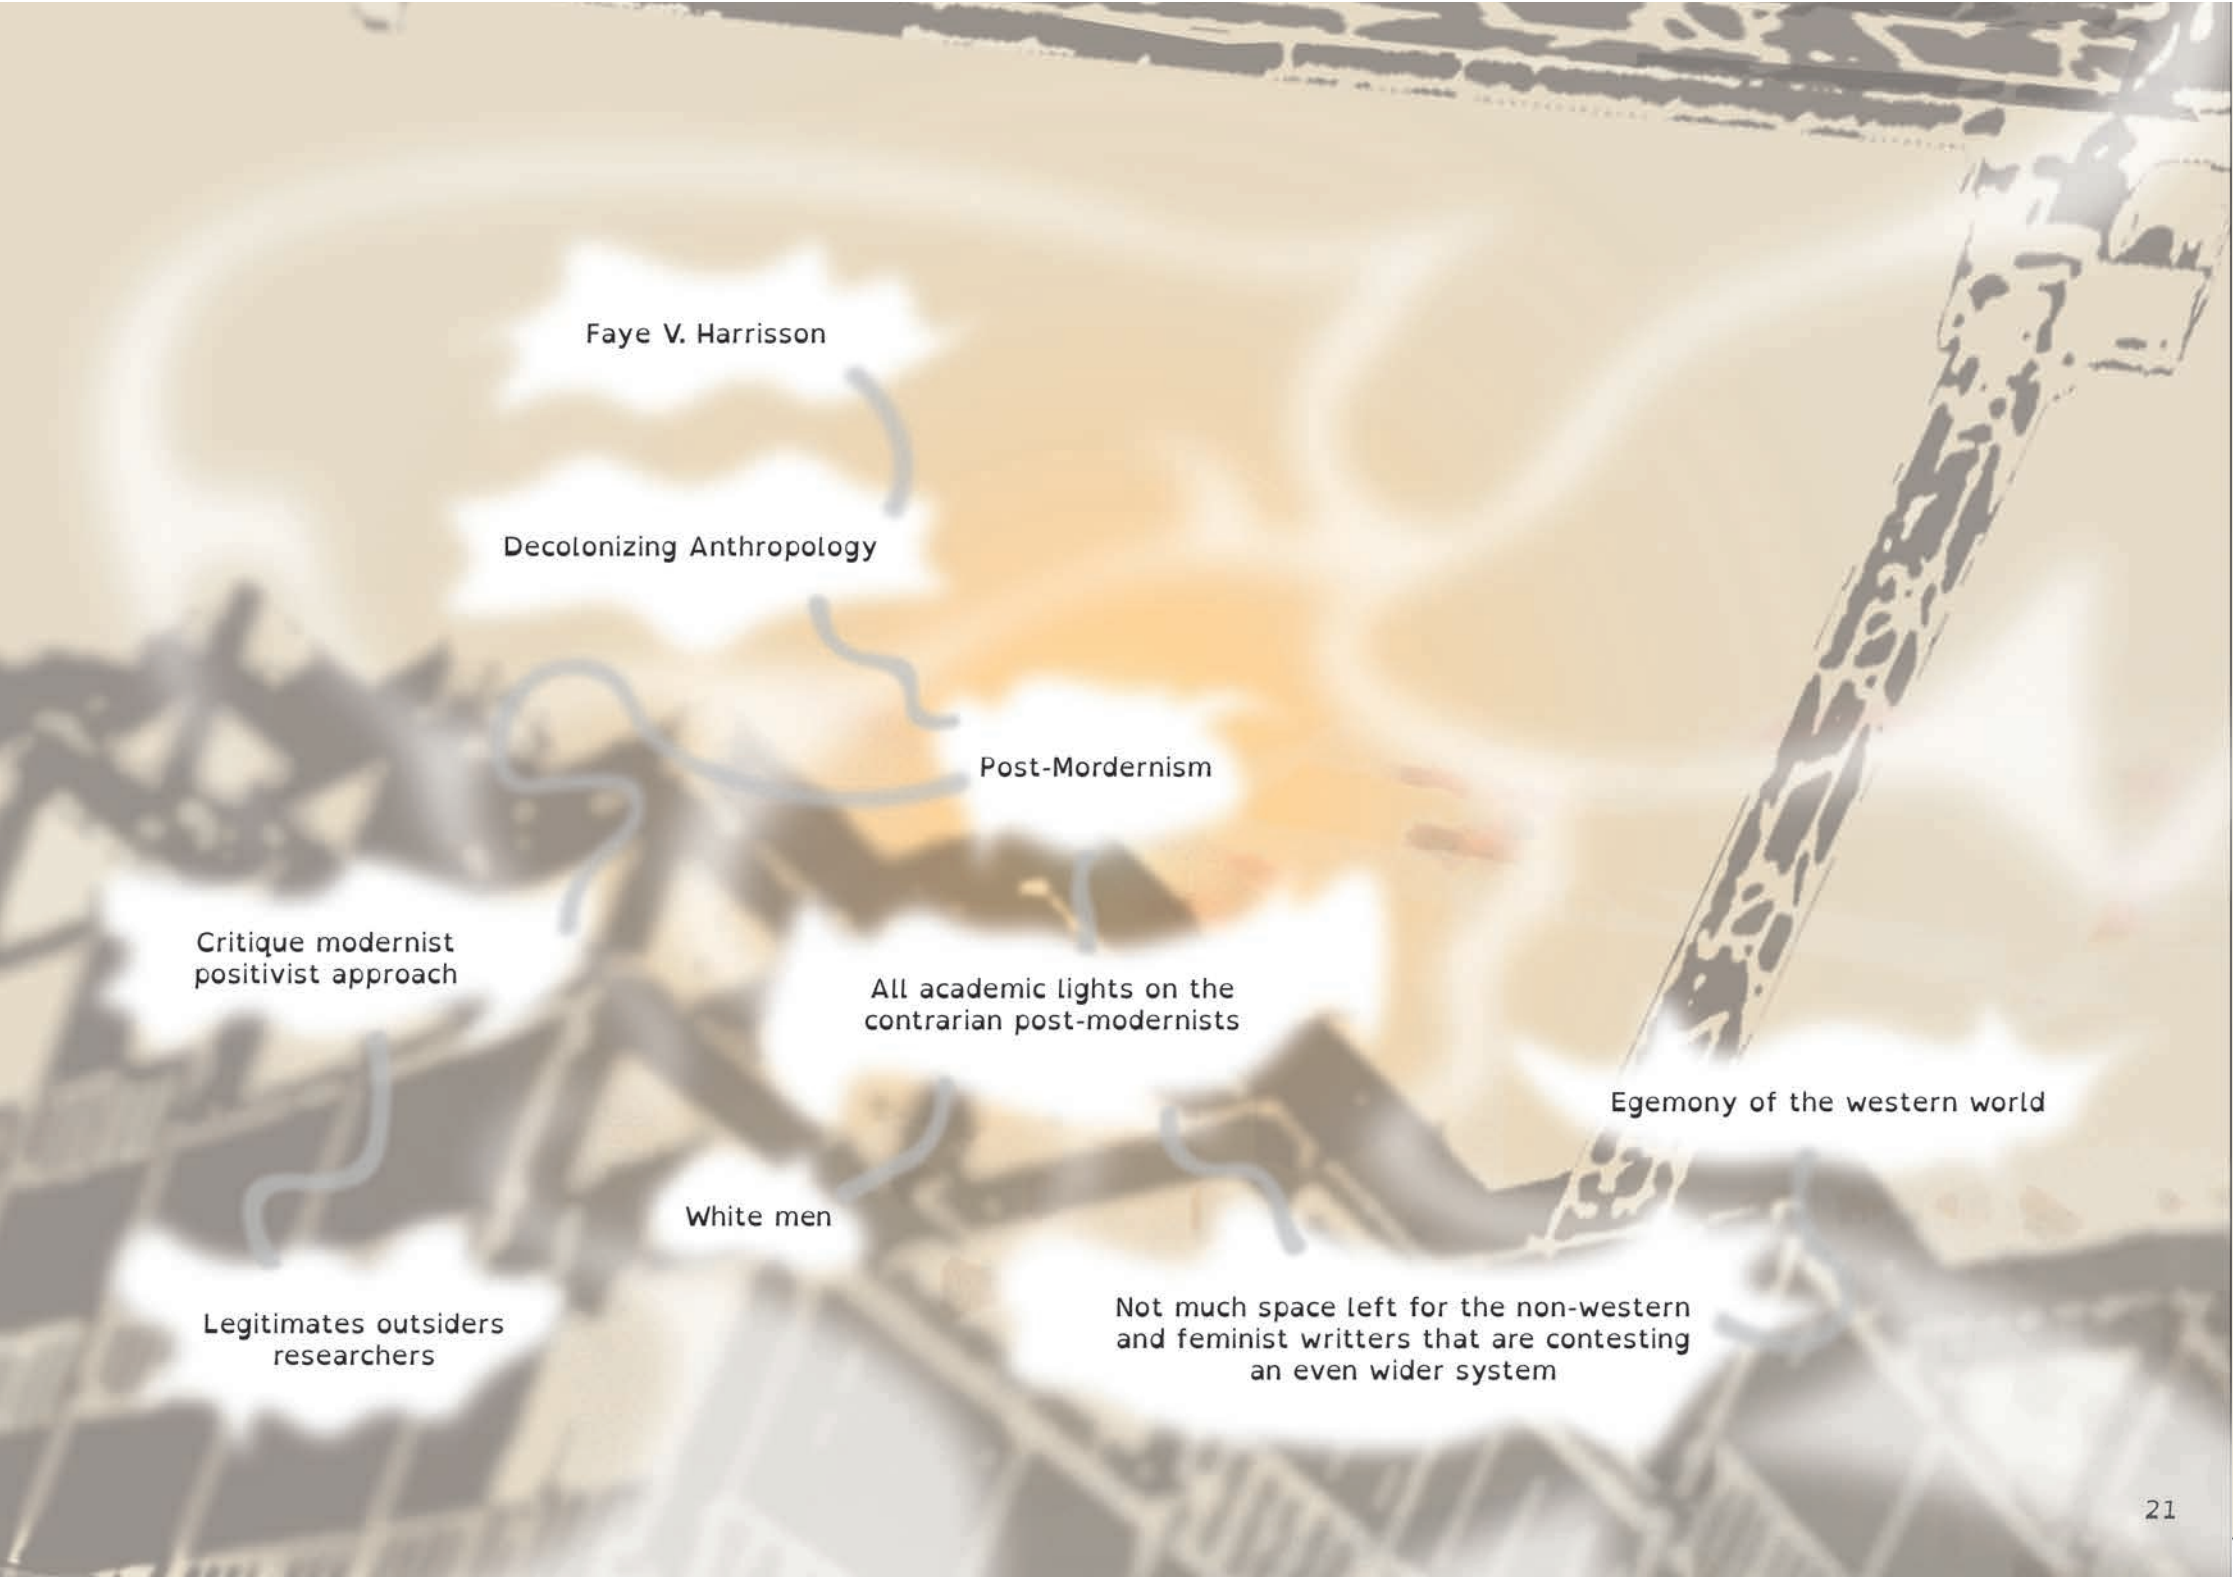 Faye V. Harrisson
Decolonizing Anthropology
Post-Mordernism
Critique modernist
positivist approach
All academic lights on the
contrarian post-modernists
Egemony of the western world
White men
Legitimates outsiders
researchers
Not much space left for the non-western
and feminist writters that are contesting
an even wider system
21